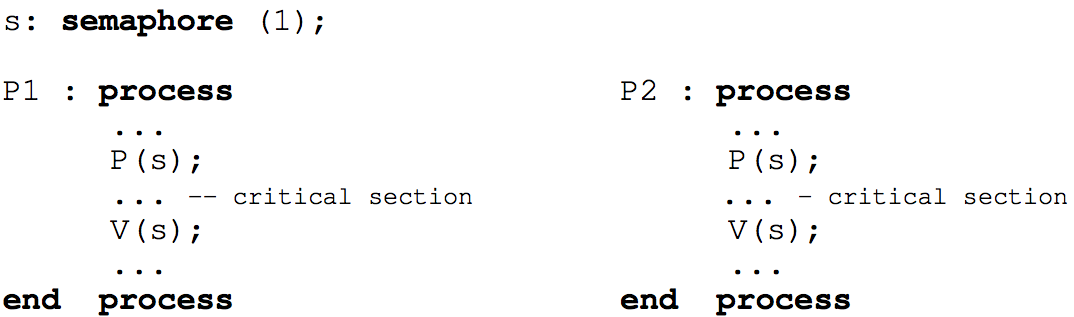 s: semaphore (1);
P1 : process
...
P(s);
... -- critical section
V(s);
...
end process
P2 : process
...
P(s);
... – critical section
V(s);
...
end process